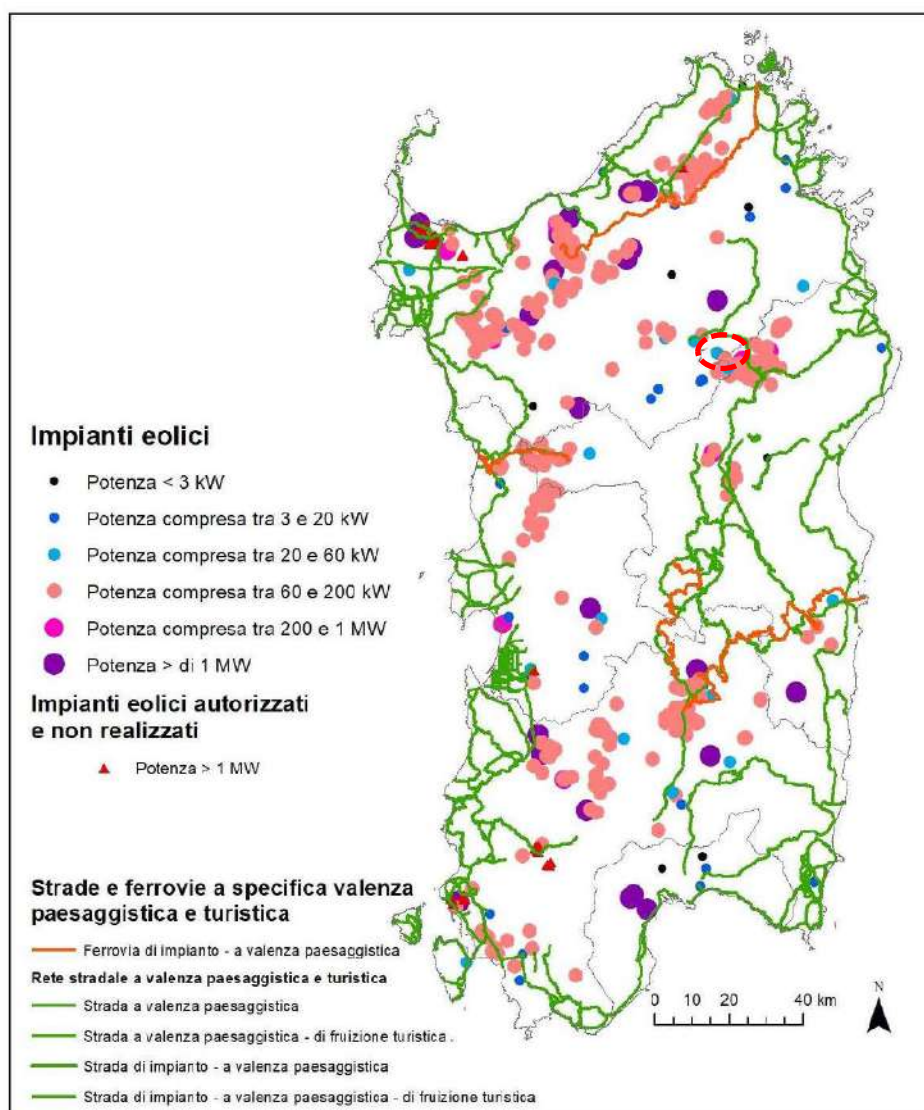 Impianti eolici
Potenza < 3 kW
Potenza compresa tra 3 e 20 kW
Potenza compresa tra 20 e 60 kW
Potenza compresa tra 60 e 200 kW
Potenza compresa tra 200 e 1 MW
Potenza > di 1 MW
Impianti eolici autorizzati
e non realizzati
Potenza > 1 MW
Strade e ferrovie a specifica valenza
paesaggistica e turistica
Ferrovia di impianto - a valenza paesaggistica
Rete stradale a valenza paesaggistica e turistica
Strada a valenza paesaggistica
Strada a valenza paesaggistica - di fruizione turistica .
Strada di impianto - a valenza paesaggistica
Strada di impianto - a valenza paesaggistica - di fruizione turistica
0 10 20 40 km
N